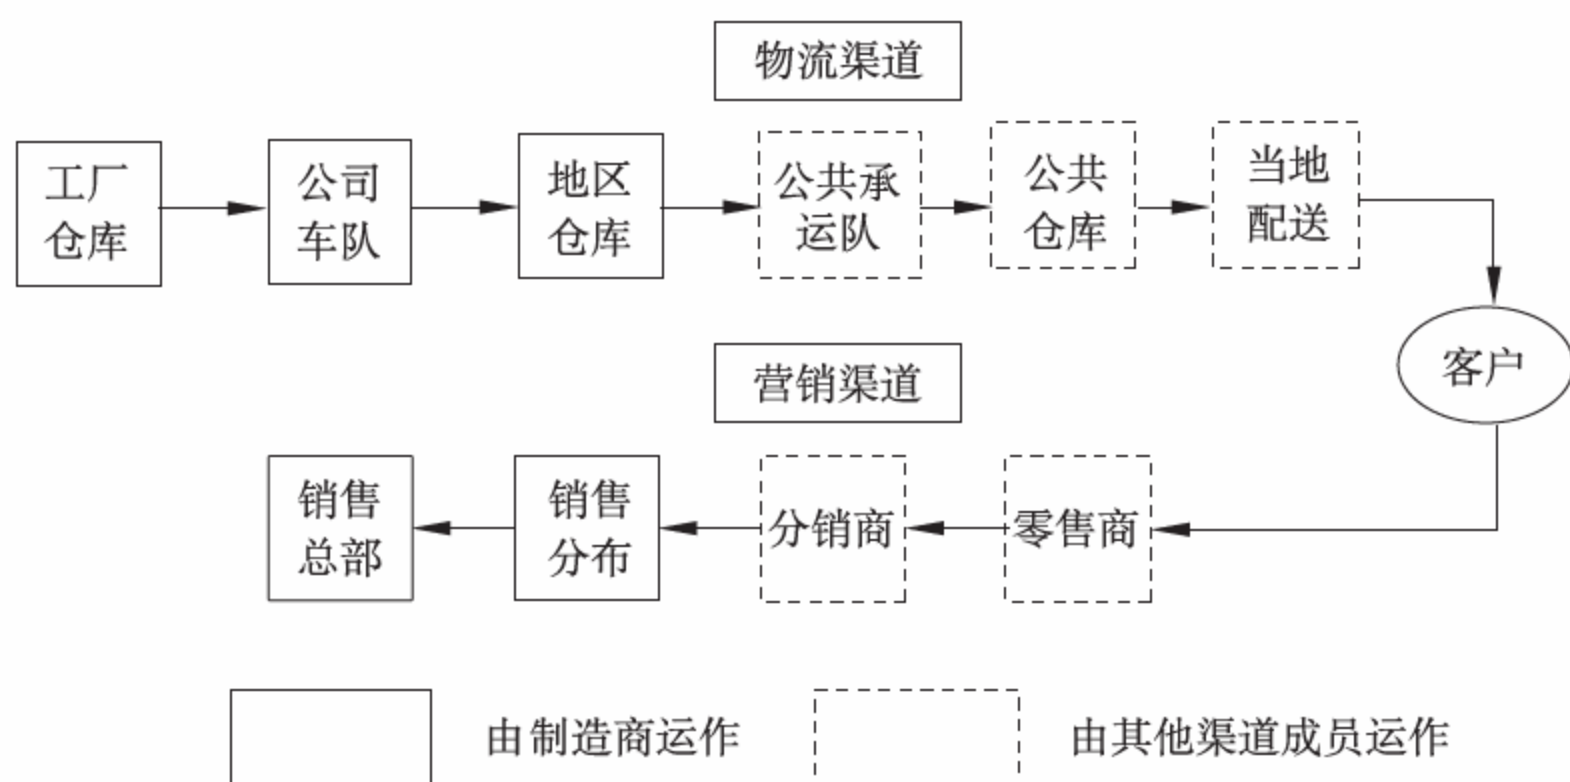 物流渠道
工厂
仓库
公司
车队
地区
仓库
公共承
运队
公共
仓库
当地
配送
客户
营销渠道
销售
总部
销售
分布
分销商
零售商
由制造商运作
由其他渠道成员运作